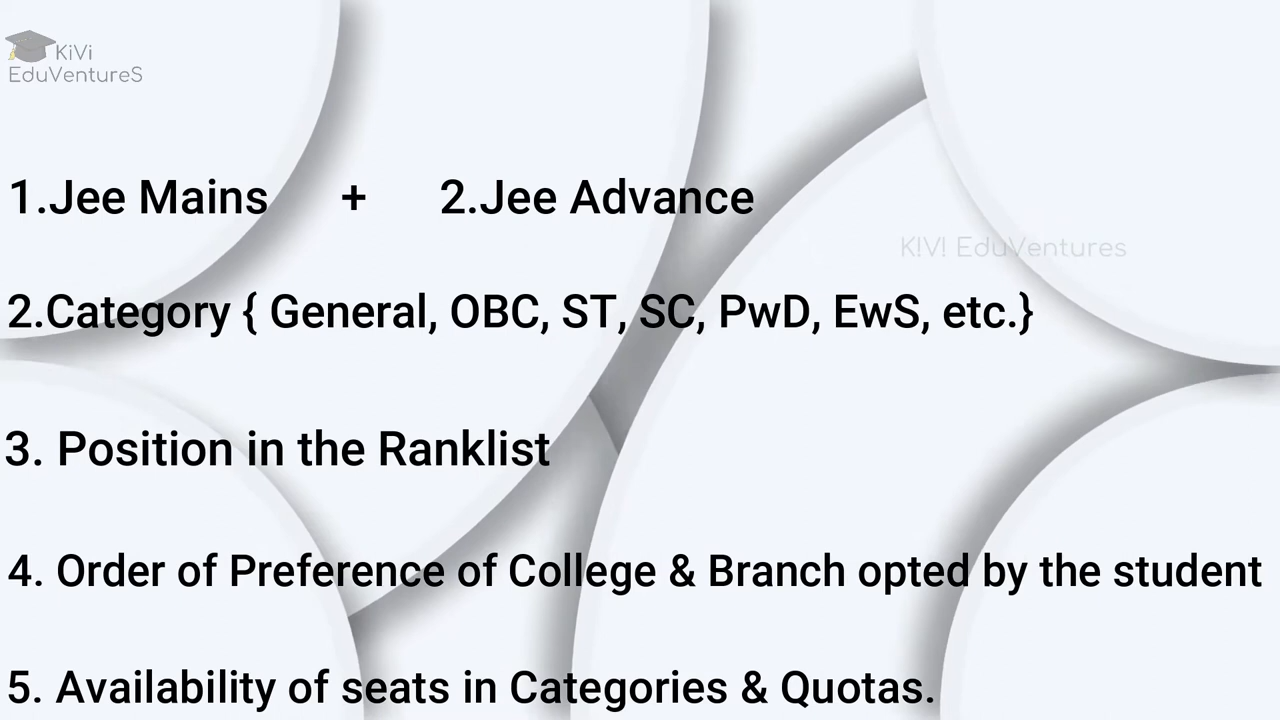 KiVi
EduVentureS
1.Jee Mains + 2.Jee Advance
K!V! EduVentures
2.Category { General, OBC, ST, SC, PwD, EwS, etc.}
3. Position in the Ranklist
4. Order of Preference of College & Branch opted by the student
5. Availability of seats in Categories & Quotas.